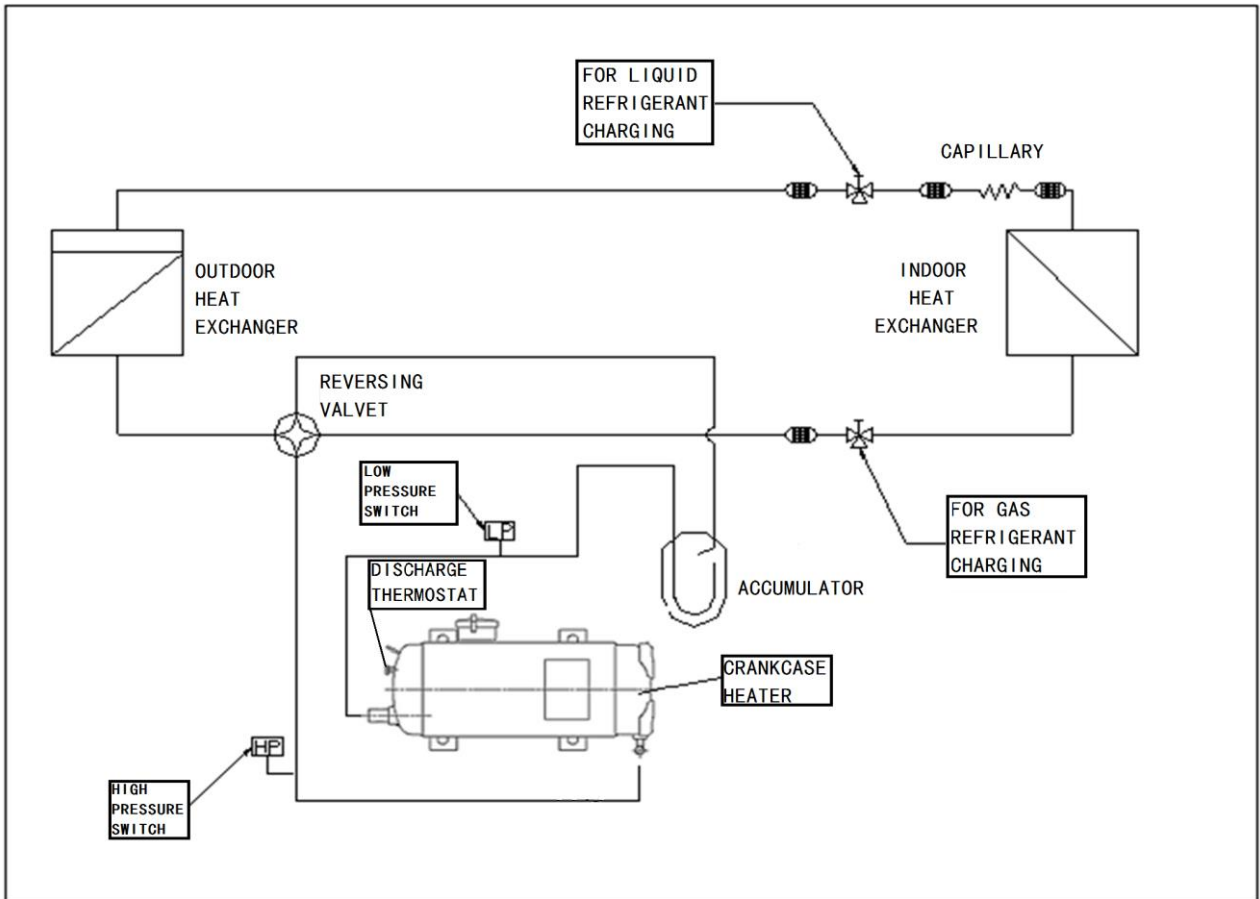 FOR LIQUID
REFRIGERANT
CHARGING
CAPILLARY
OUTDOOR
HEAT
EXCHANGER
INDOOR
HEAT
EXCHANGER
REVERSING
VALVET
LOW
PRESSURE
SWITCH
LP
FOR GAS
REFRIGERANT
CHARGING
DISCHARGE
THERMOSTAT
ACCUMULATOR
CRANKCASE
HEATER
HP
HIGH
PRESSURE
SWITCH